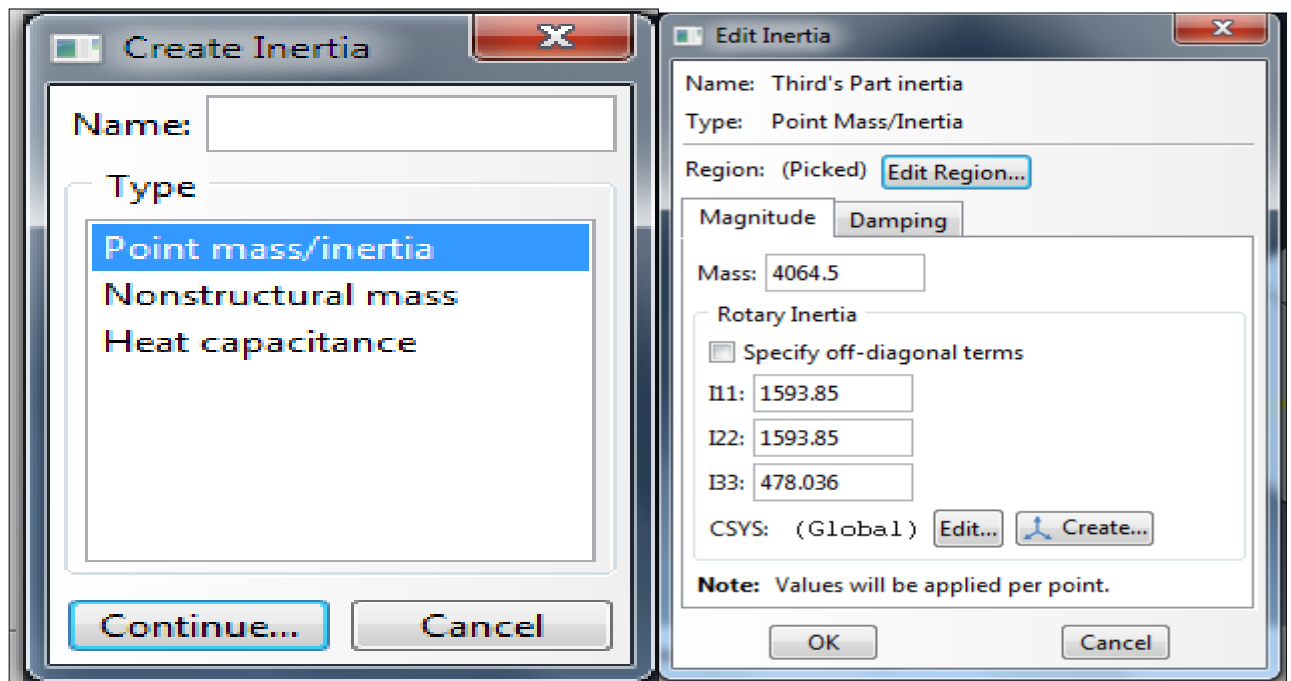 Create Inertia
Name:
Type
Point mass/inertia
Nonstructural mass
Heat capacitance
Continue...
Cancel
Edit Inertia
Name: Third's Part inertia
Type: Point Mass/Inertia
Region: (Picked) Edit Region...
Magnitude Damping
Mass: 4064.5
Rotary Inertia
Specify off-diagonal terms
I11: 1593.85
I22: 1593.85
I33: 478.036
CSYS: (Global) Edit... Create...
Note: Values will be applied per point.
OK Cancel